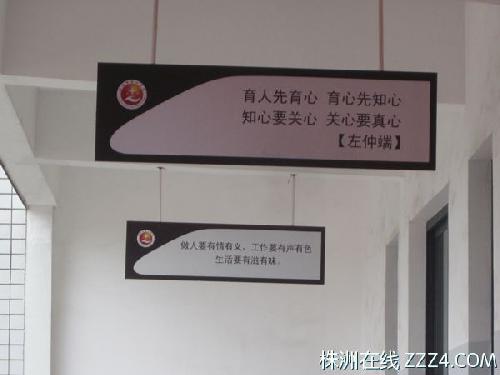 育人先育心 育心先知心
知心要关心 关心要真心
【左仲端】
做人要有情有义，工作要有声有色
生活要有滋有味。
株洲在线 ZZZ4.COM